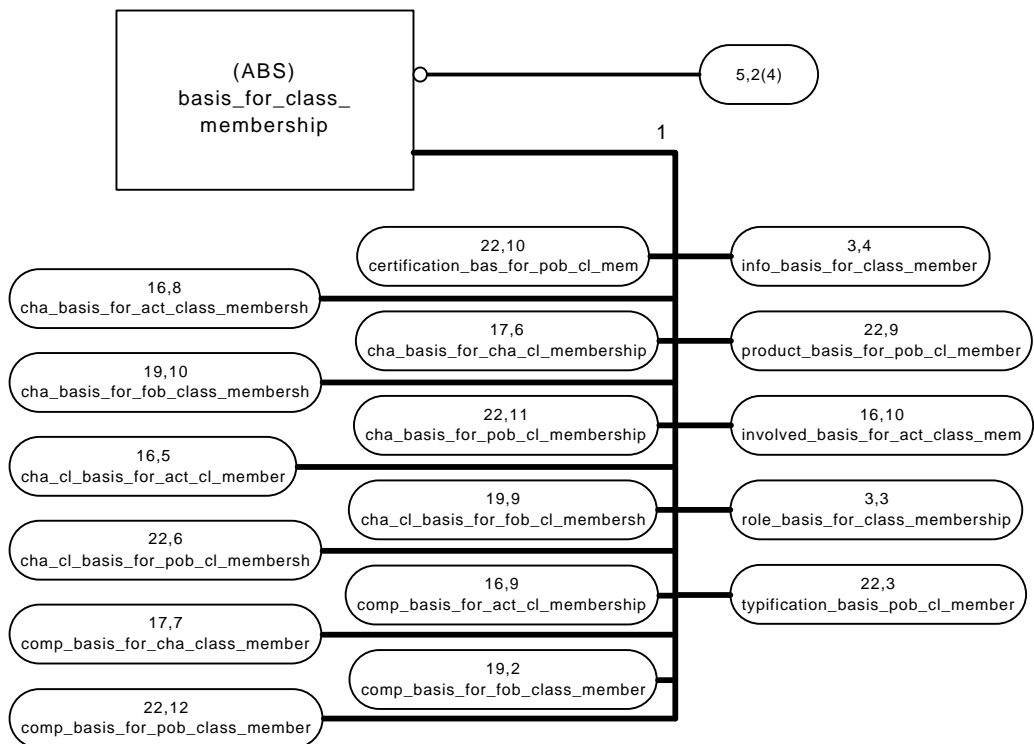 (ABS)
basis_for_class_
membership
5,2(4)
1
22,10
certification_bas_for_pob_cl_mem
3,4
info_basis_for_class_member
16,8
cha_basis_for_act_class_membersh
17,6
cha_basis_for_cha_cl_membership
22,9
product_basis_for_pob_cl_member
19,10
cha_basis_for_fob_class_membersh
22,11
cha_basis_for_pob_cl_membership
16,10
involved_basis_for_act_class_mem
16,5
cha_cl_basis_for_act_cl_member
19,9
cha_cl_basis_for_fob_cl_membersh
3,3
role_basis_for_class_membership
22,6
cha_cl_basis_for_pob_cl_membersh
16,9
comp_basis_for_act_cl_membership
22,3
typification_basis_pob_cl_member
17,7
comp_basis_for_cha_class_member
19,2
comp_basis_for_fob_class_member
22,12
comp_basis_for_pob_class_member